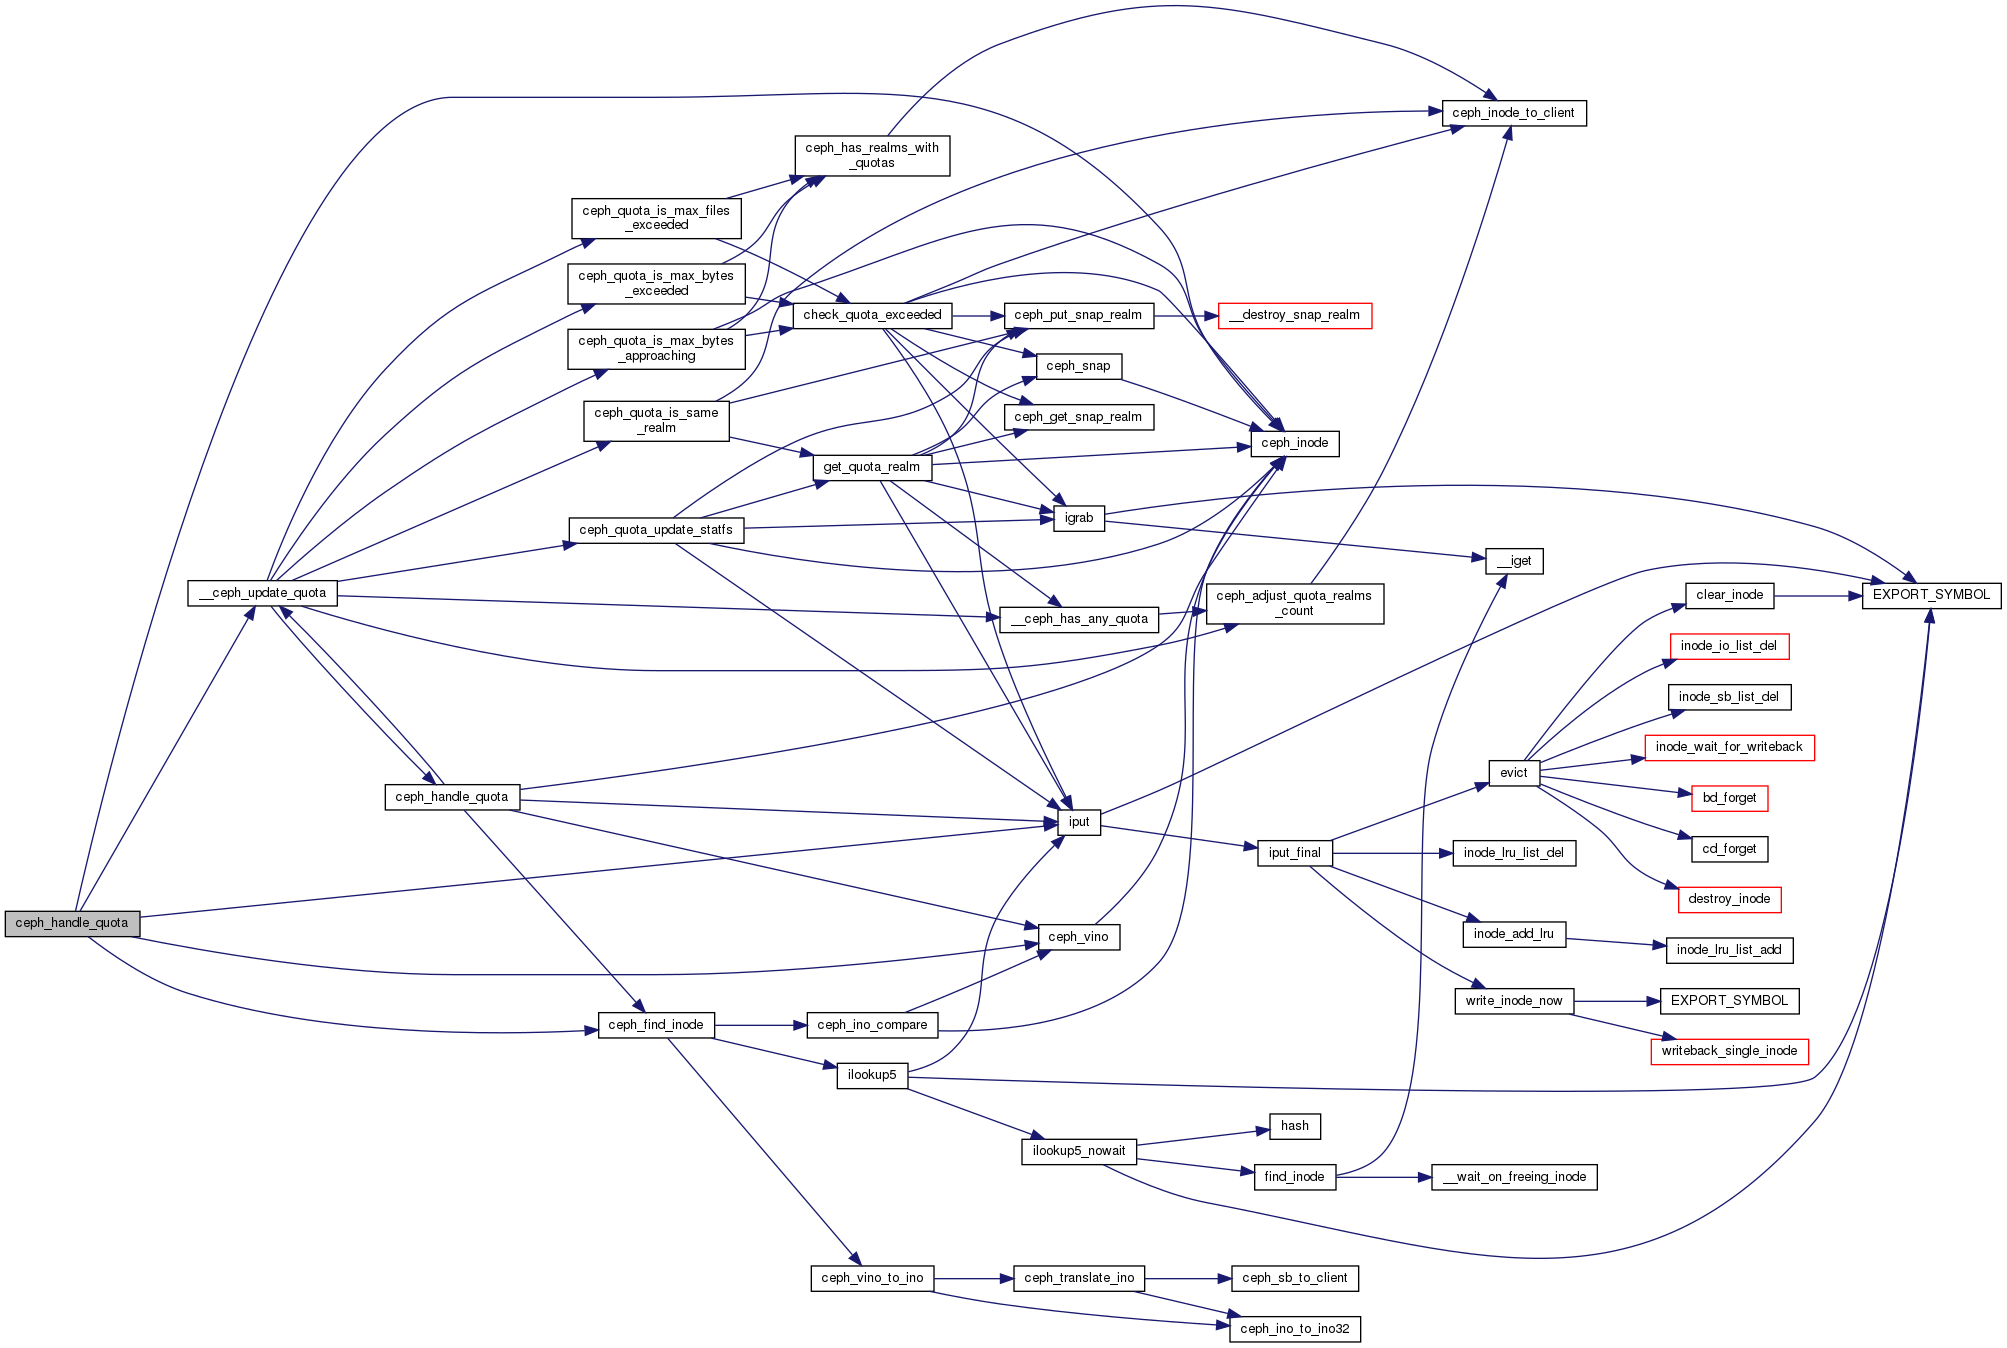 ceph_inode_to_client
ceph_has_realms_with
_quotas
ceph_quota_is_max_files
_exceeded
ceph_quota_is_max_bytes
_exceeded
check_quota_exceeded
ceph_put_snap_realm
__destroy_snap_realm
ceph_quota_is_max_bytes
_approaching
ceph_snap
ceph_quota_is_same
_realm
ceph_get_snap_realm
ceph_inode
get_quota_realm
igrab
ceph_quota_update_statfs
__iget
__ceph_update_quota
ceph_adjust_quota_realms
_count
clear_inode
EXPORT_SYMBOL
__ceph_has_any_quota
inode_io_list_del
inode_sb_list_del
inode_wait_for_writeback
evict
ceph_handle_quota
bd_forget
iput
iput_final
inode_lru_list_del
cd_forget
destroy_inode
ceph_handle_quota
ceph_vino
inode_add_lru
inode_lru_list_add
write_inode_now
EXPORT_SYMBOL
ceph_find_inode
ceph_ino_compare
writeback_single_inode
ilookup5
hash
ilookup5_nowait
find_inode
__wait_on_freeing_inode
ceph_vino_to_ino
ceph_translate_ino
ceph_sb_to_client
ceph_ino_to_ino32